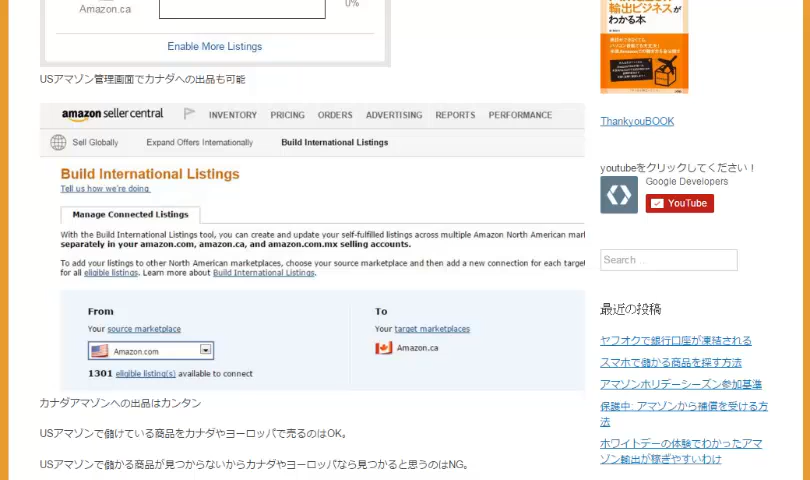 Amazon.ca
0%
Enable More Listings
USアマゾン管理画面でカナダへの出品も可能
amazon seller central
INVENTORY PRICING ORDERS ADVERTISING REPORTS PERFORMANCE
Sell Globally Expand Offers Internationally Build International Listings
Build International Listings
Tell us how we're doing.
Manage Connected Listings
With the Build International Listings tool, you can create and update your self-fulfilled listings across multiple Amazon North American mar
separately in your amazon.com, amazon.ca, and amazon.com.mx selling accounts.
To add your listings to other North American marketplaces, choose your source marketplace and then add a new connection for each target
for all eligible listings. Learn more about Build International Listings.
From
Your source marketplace
Amazon.com
1301 eligible listing(s) available to connect
To
Your target marketplaces
Amazon.ca
カナダアマゾンへの出品はカンタン
USアマゾンで儲けている商品をカナダやヨーロッパで売るのはOK。
USアマゾンで儲かる商品が見つからないからカナダやヨーロッパなら見つかると思うのはNG。
輸出ビジネスが
わかる本
ThankyouBOOK
youtubeをクリックしてください！
Google Developers
YouTube
Search …
最近の投稿
ヤフオクで銀行口座が凍結される
スマホで儲かる商品を探す方法
アマゾンホリデーシーズン参加基準
保護中: アマゾンから補償を受ける方
法
ホワイトデーの体験でわかったアマ
ゾン輸出が稼ぎやすいわけ